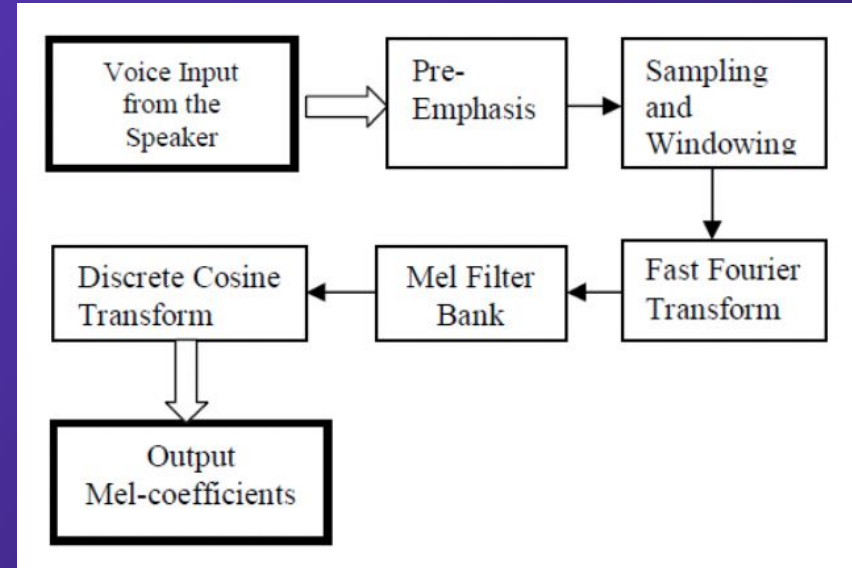 Voice Input
from the
Speaker
Pre-
Emphasis
Sampling
and
Windowing
Fast Fourier
Transform
Mel Filter
Bank
Discrete Cosine
Transform
Output
Mel-coefficients